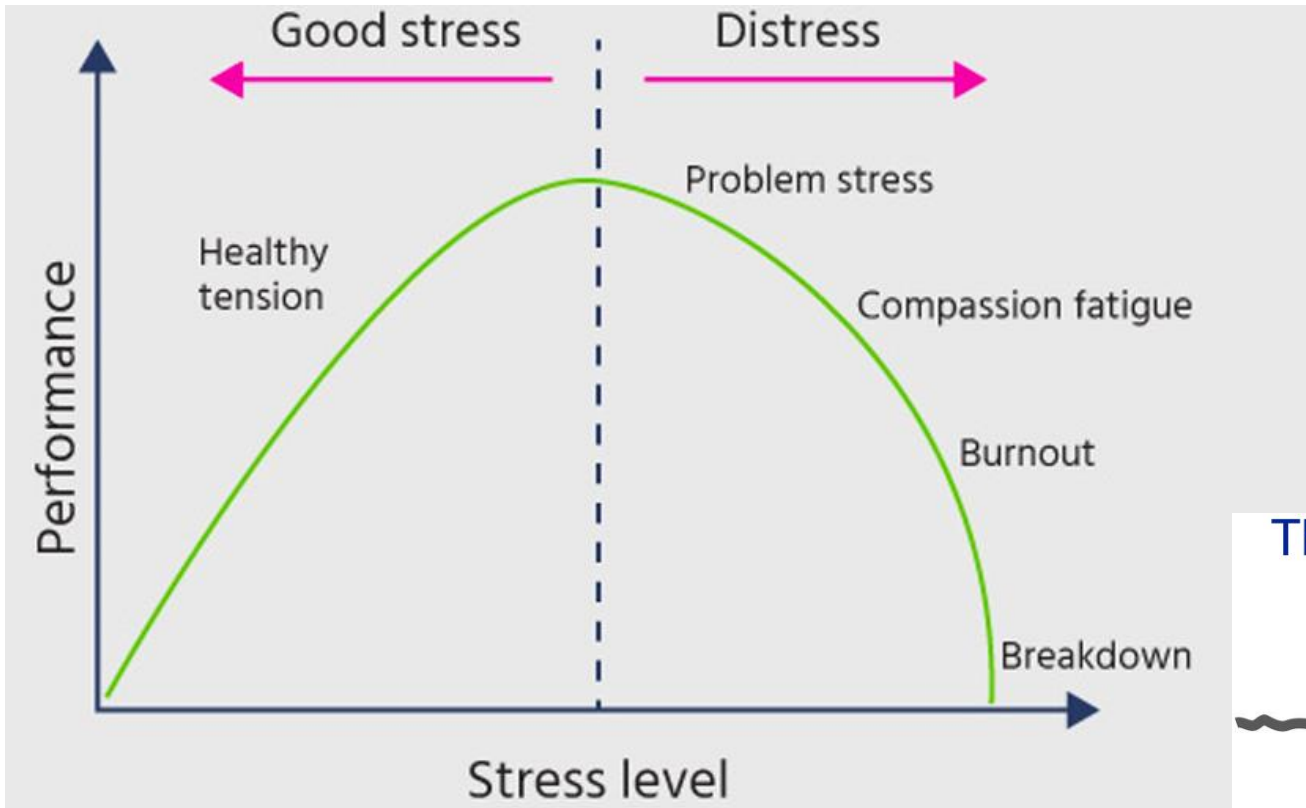 Good stress
Distress
Problem stress
Healthy
tension
Compassion fatigue
Performance
Burnout
Breakdown
Stress level